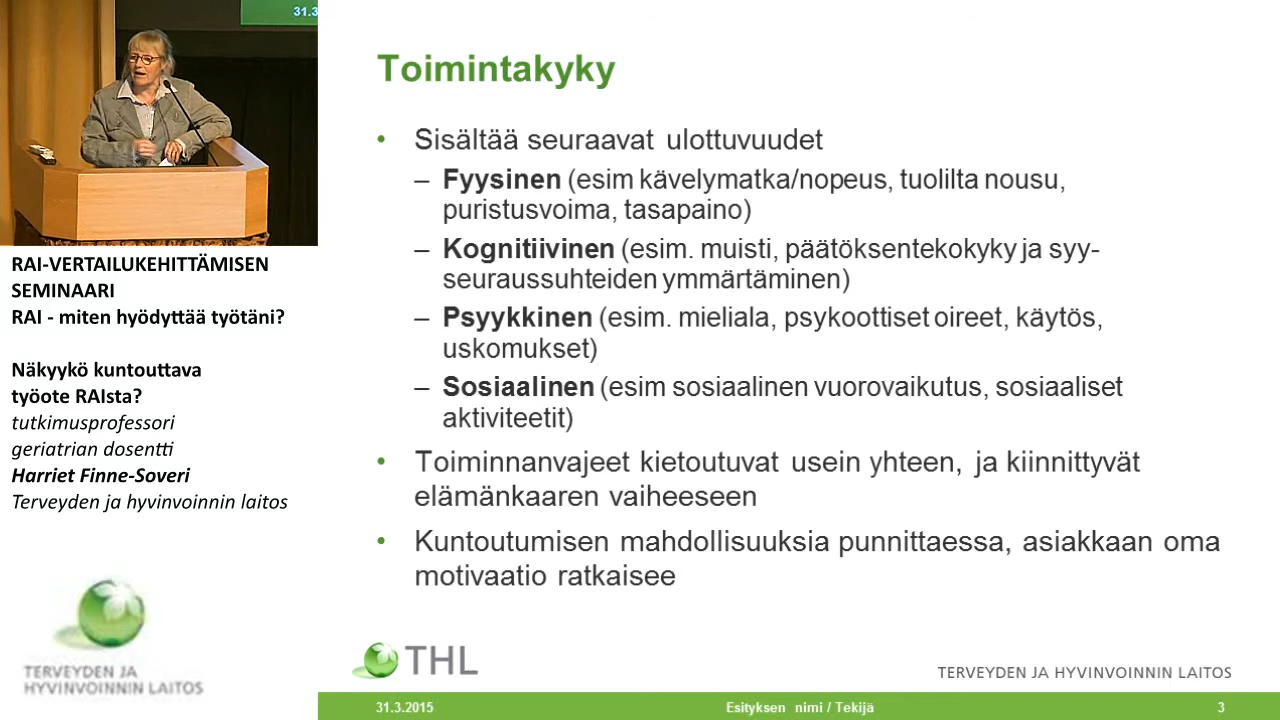 31.3
RAI-VERTAILUKEHITTÄMISEN
SEMINAARI
RAI - miten hyödyttää työtäni?
Näkyykö kuntouttava
työote RAIsta?
tutkimusprofessori
geriatrian dosentti
Harriet Finne-Soveri
Terveyden ja hyvinvoinnin laitos
TERVEYDEN JA
HYVINVOINNIN LAITOS
Toimintakyky
• Sisältää seuraavat ulottuvuudet
– Fyysinen (esim kävelymatka/nopeus, tuolilta nousu,
puristusvoima, tasapaino)
– Kognitiivinen (esim. muisti, päätöksentekokyky ja syy-
seuraussuhteiden ymmärtäminen)
– Psyykkinen (esim. mieliala, psykoottiset oireet, käytös,
uskomukset)
– Sosiaalinen (esim sosiaalinen vuorovaikutus, sosiaaliset
aktiviteetit)
• Toiminnanvajeet kietoutuvat usein yhteen, ja kiinnittyvät
elämänkaaren vaiheeseen
• Kuntoutumisen mahdollisuuksia punnittaessa, asiakkaan oma
motivaatio ratkaisee
THL
TERVEYDEN JA HYVINVOINNIN LAITOS
31.3.2015
Esityksen nimi / Tekijä
3